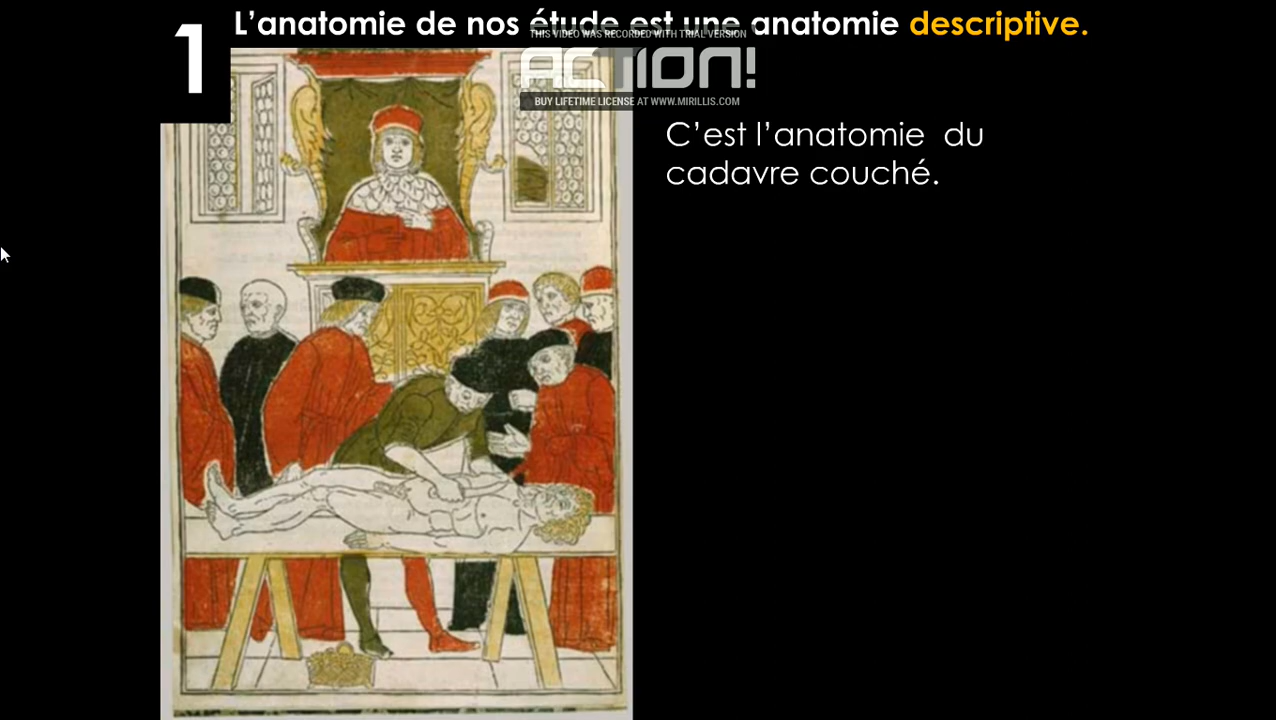 1
L’anatomie de nos étude est une anatomie descriptive.
THIS VIDEO WAS RECORDED WITH TRIAL VERSION
ACTION!
BUY LIFETIME LICENSE AT WWW.MIRILLIS.COM
C’est l’anatomie du
cadavre couché.